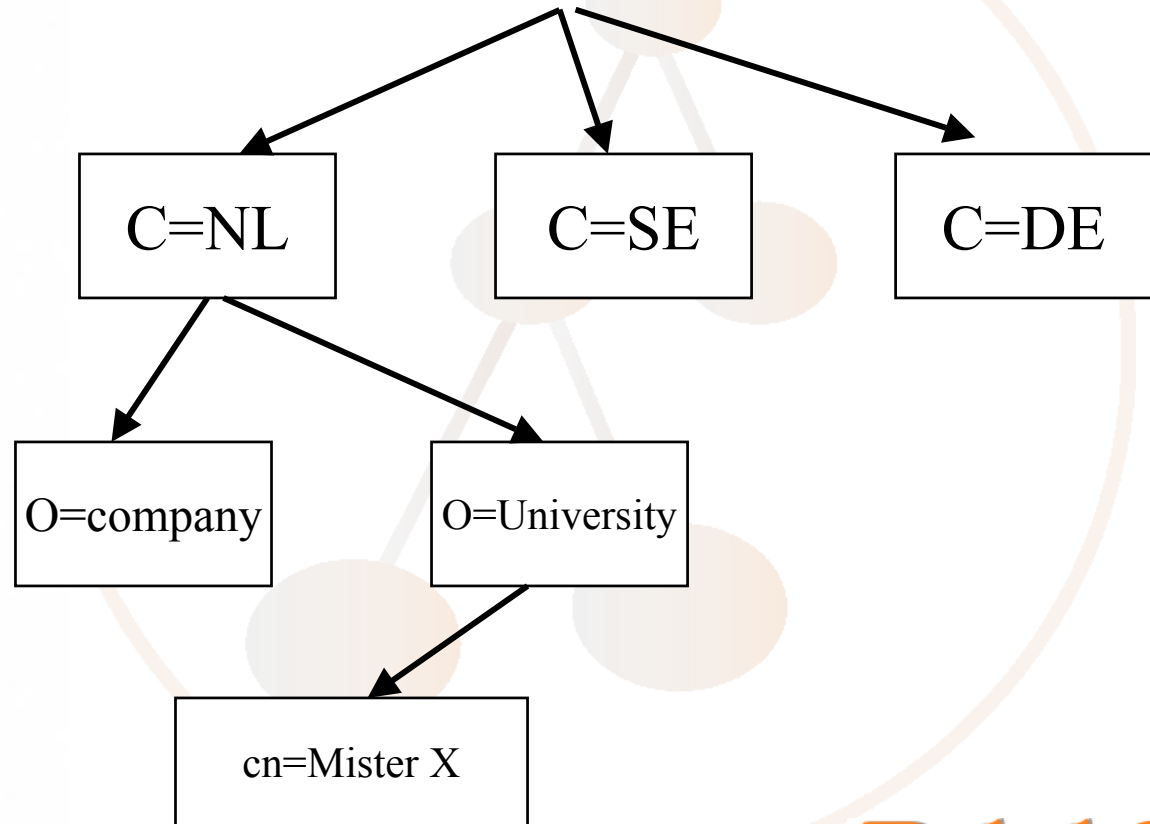 C=NL
C=SE
C=DE
O=company
O=University
cn=Mister X